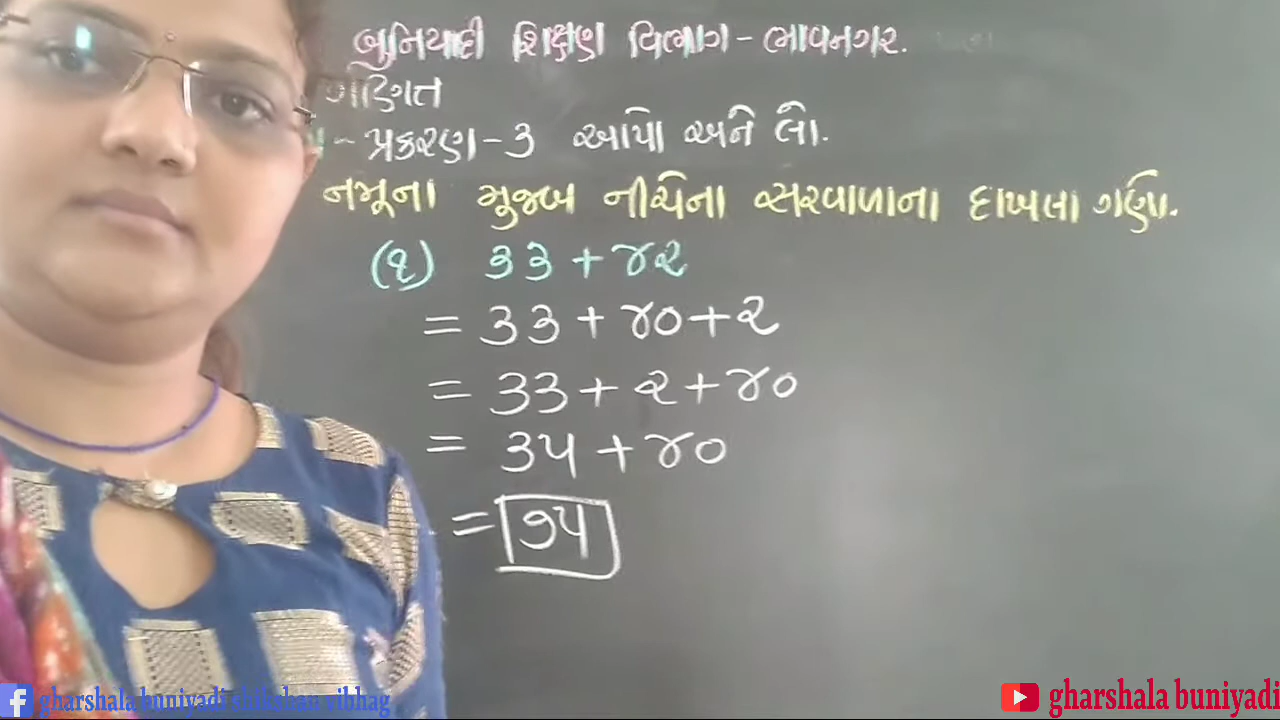 બુનિયાદી શિક્ષણ વિભાગ - ભાવનગર.
ગણિત
- પ્રકરણ - ૩ આપો અને લો.
નમૂના મુજબ નીચેના સરવાળાના દાખલા ગણો.
(૧) ૩૩ + ૪૨
= ૩૩ + ૪૦ + ૨
= ૩૩ + ૨ + ૪૦
= ૩૫ + ૪૦
= ૭૫
gharshala buniyadi shikshan vibhag
gharshala buniyadi